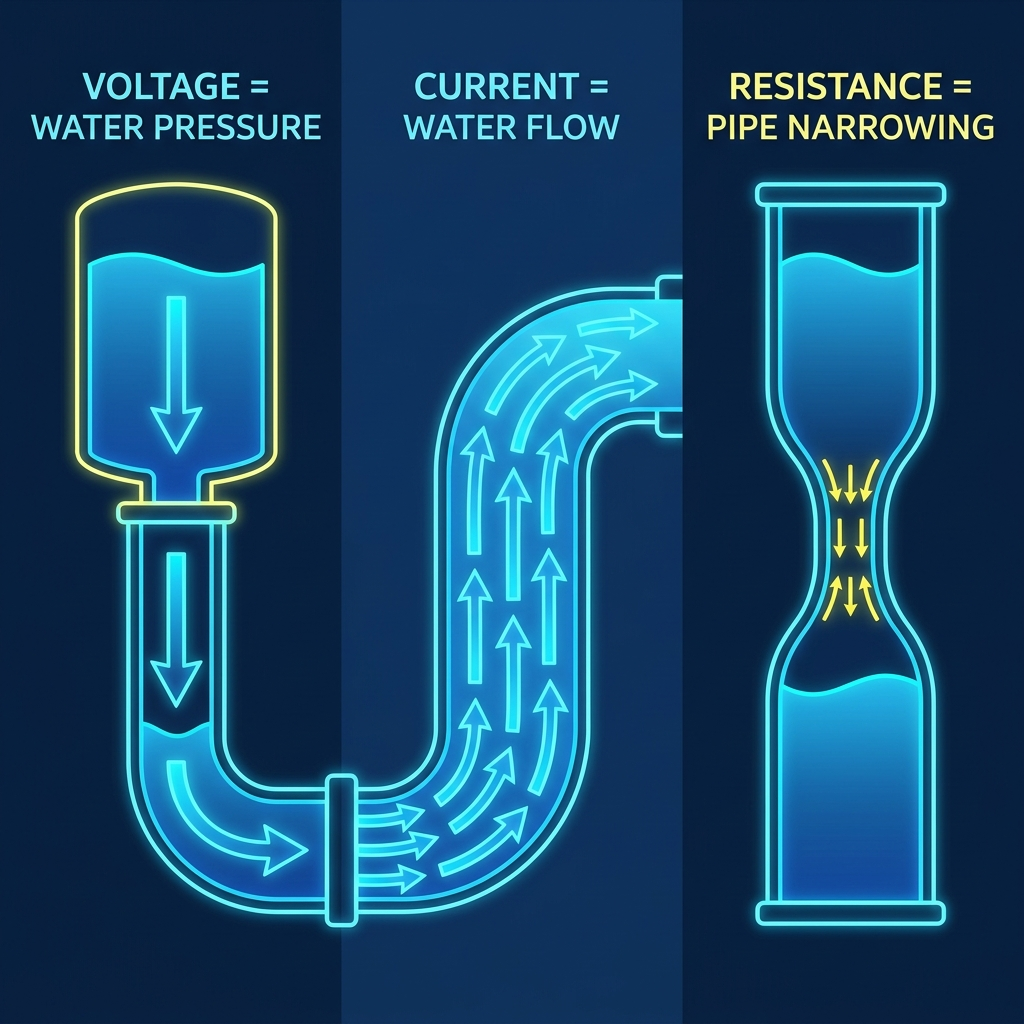 VOLTAGE =
WATER PRESSURE
CURRENT =
WATER FLOW
RESISTANCE =
PIPE NARROWING